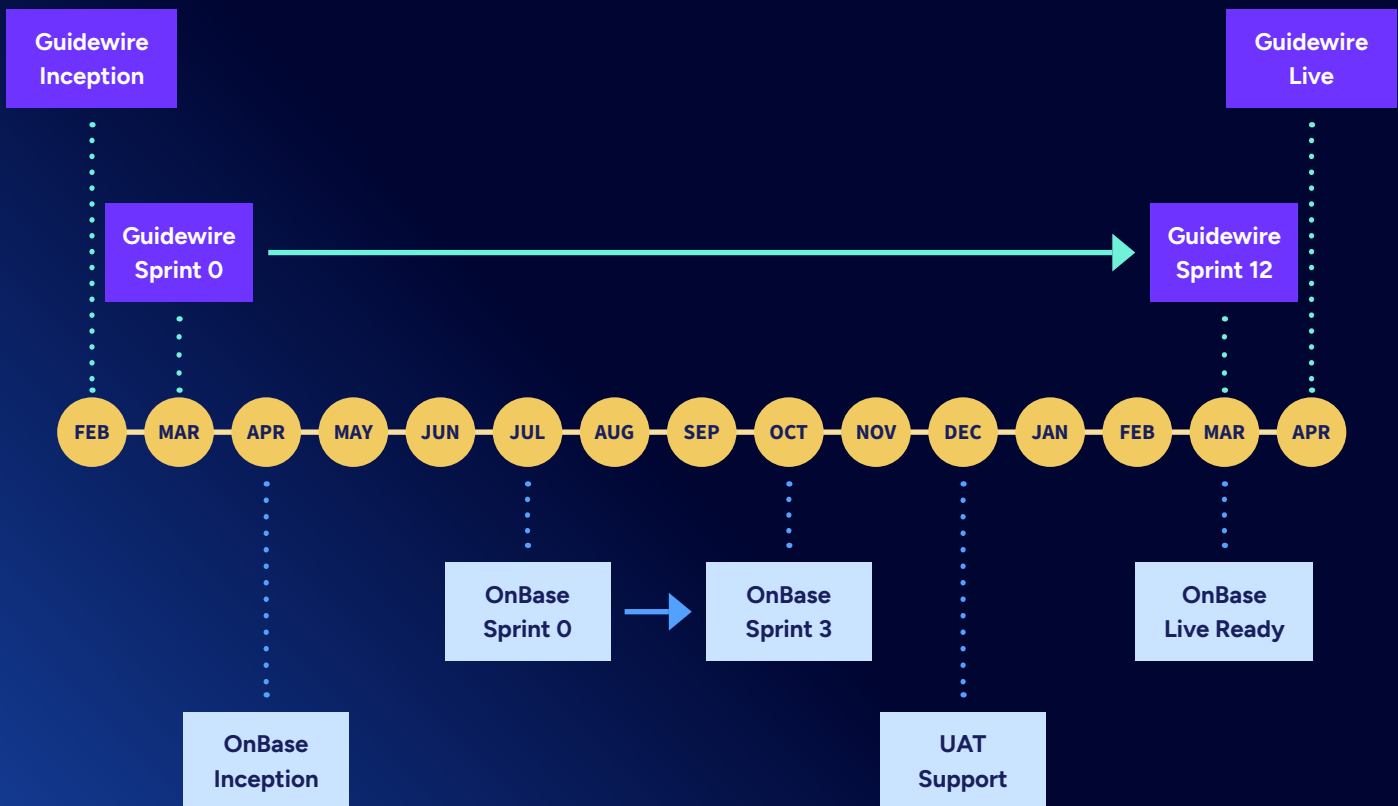 Guidewire
Inception
Guidewire
Live
Guidewire
Sprint 0
Guidewire
Sprint 12
FEB MAR APR MAY JUN JUL AUG SEP OCT NOV DEC JAN FEB MAR APR
OnBase
Sprint 0
OnBase
Sprint 3
OnBase
Live Ready
OnBase
Inception
UAT
Support